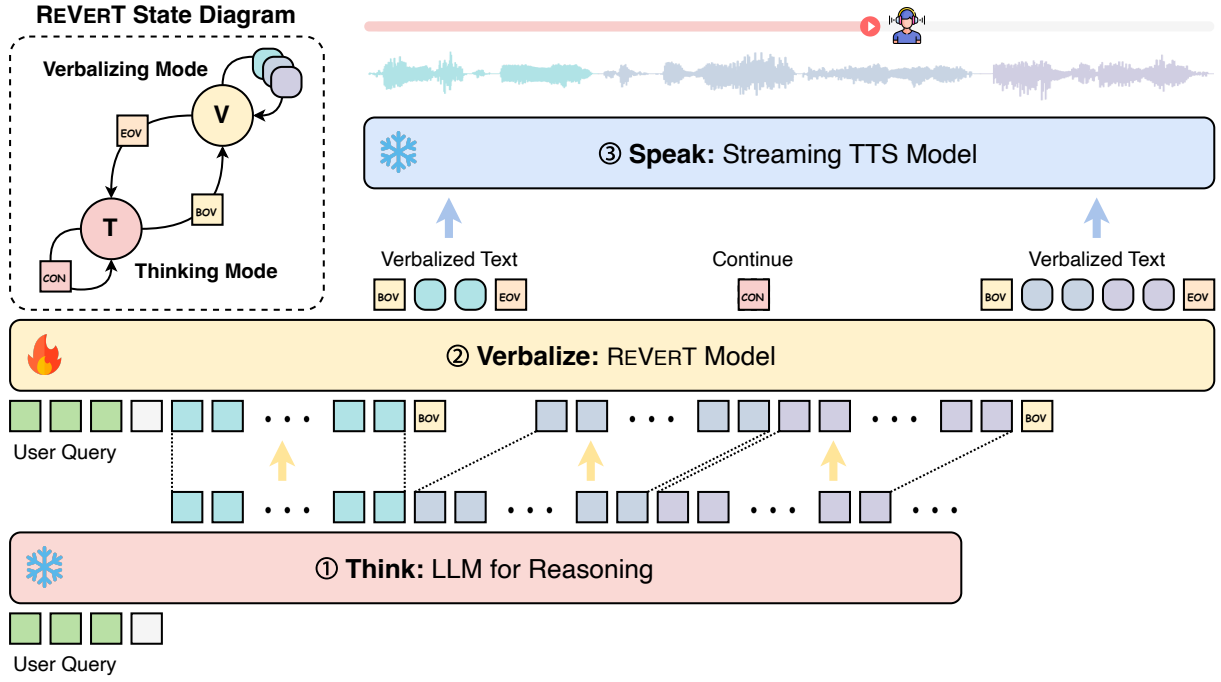 REVERT State Diagram
Verbalizing Mode
V
EOV
BOV
T
CON
Thinking Mode
③ Speak: Streaming TTS Model
Verbalized Text
Continue
Verbalized Text
BOV
EOV
CON
BOV
EOV
② Verbalize: REVERT Model
BOV
BOV
User Query
① Think: LLM for Reasoning
User Query